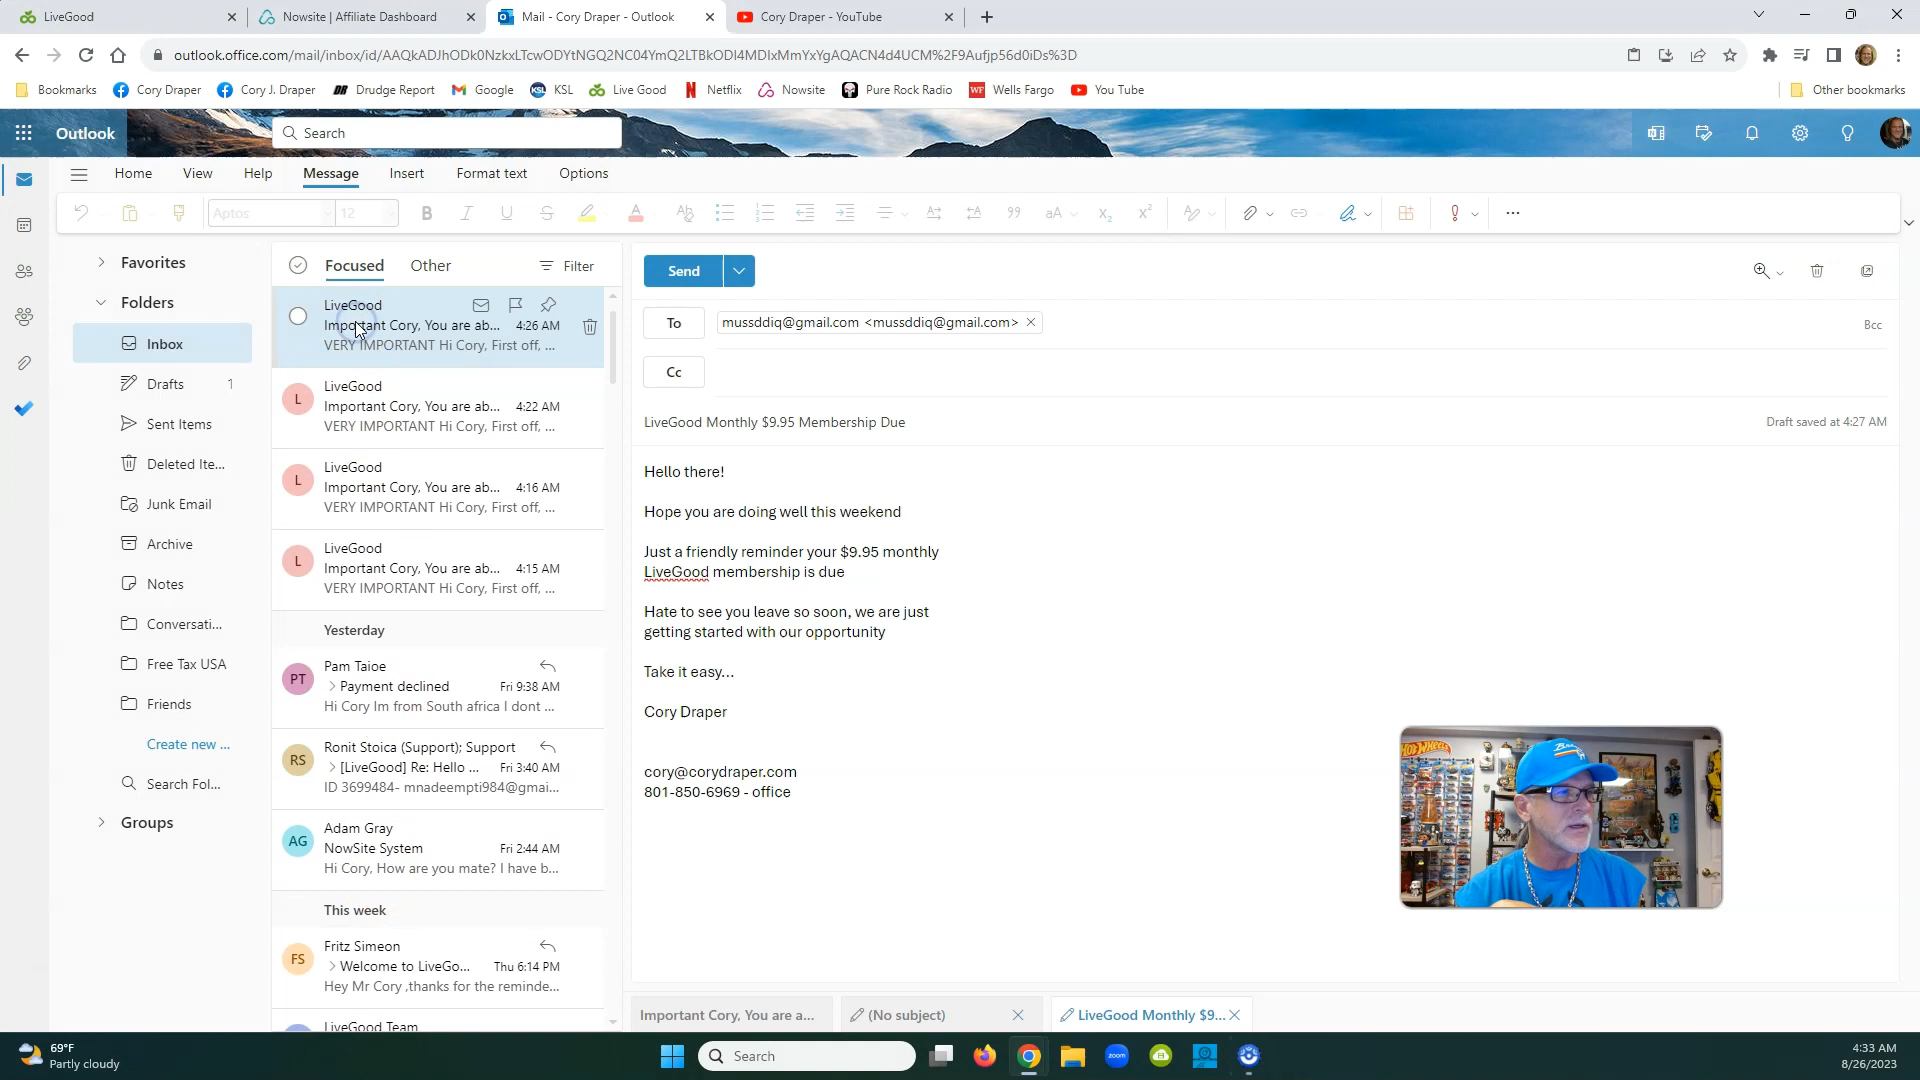 LiveGood
Nowsite | Affiliate Dashboard
Mail - Cory Draper - Outlook
Cory Draper - YouTube
outlook.office.com/mail/inbox/id/AAQkADJhODk0NzkxLTcwODYtNGQ2NC04YmQ2LTBkODI4MDIxMmYxYgAQACN4d4UCM%2F9Aufjp56d0iDs%3D
Bookmarks
Cory Draper
Cory J. Draper
Drudge Report
Google
KSL
Live Good
Netflix
Nowsite
Pure Rock Radio
Wells Fargo
You Tube
Other bookmarks
Outlook
Search
Home
View
Help
Message
Insert
Format text
Options
Aptos
12
Favorites
Folders
Inbox
Drafts 1
Sent Items
Deleted Ite...
Junk Email
Archive
Notes
Conversati...
Free Tax USA
Friends
Create new ...
Search Fol...
Groups
Focused
Other
Filter
LiveGood
Important Cory, You are ab... 4:26 AM
VERY IMPORTANT Hi Cory, First off, ...
L
LiveGood
Important Cory, You are ab... 4:22 AM
VERY IMPORTANT Hi Cory, First off, ...
L
LiveGood
Important Cory, You are ab... 4:16 AM
VERY IMPORTANT Hi Cory, First off, ...
L
LiveGood
Important Cory, You are ab... 4:15 AM
VERY IMPORTANT Hi Cory, First off, ...
Yesterday
PT
Pam Taioe
Payment declined Fri 9:38 AM
Hi Cory Im from South africa I dont ...
RS
Ronit Stoica (Support); Support
[LiveGood] Re: Hello ... Fri 3:40 AM
ID 3699484- mnadeempti984@gmai...
AG
Adam Gray
NowSite System Fri 2:44 AM
Hi Cory, How are you mate? I have b...
This week
FS
Fritz Simeon
Welcome to LiveGo... Thu 6:14 PM
Hey Mr Cory ,thanks for the reminde...
LiveGood Team
Send
To
mussddiq@gmail.com <mussddiq@gmail.com>
Bcc
Cc
LiveGood Monthly $9.95 Membership Due
Draft saved at 4:27 AM
Hello there!
Hope you are doing well this weekend
Just a friendly reminder your $9.95 monthly
LiveGood membership is due
Hate to see you leave so soon, we are just
getting started with our opportunity
Take it easy...
Cory Draper
cory@corydraper.com
801-850-6969 - office
HOT WHEELS
Important Cory, You are a...
(No subject)
LiveGood Monthly $9...
69°F
Partly cloudy
Search
zoom
4:33 AM
8/26/2023